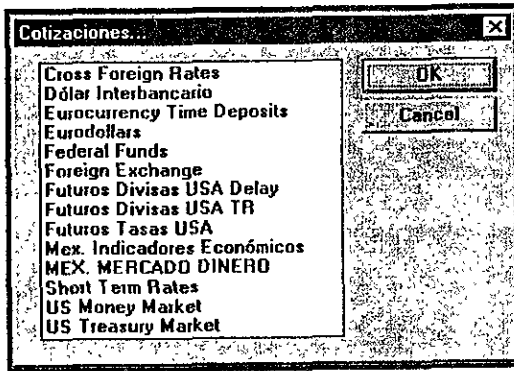 Cotizaciones...
Cross Foreign Rates
Dólar Interbancario
Eurocurrency Time Deposits
Eurodollars
Federal Funds
Foreign Exchange
Futuros Divisas USA Delay
Futuros Divisas USA TR
Futuros Tasas USA
Mex. Indicadores Económicos
MEX. MERCADO DINERO
Short Term Rates
US Money Market
US Treasury Market
OK
Cancel